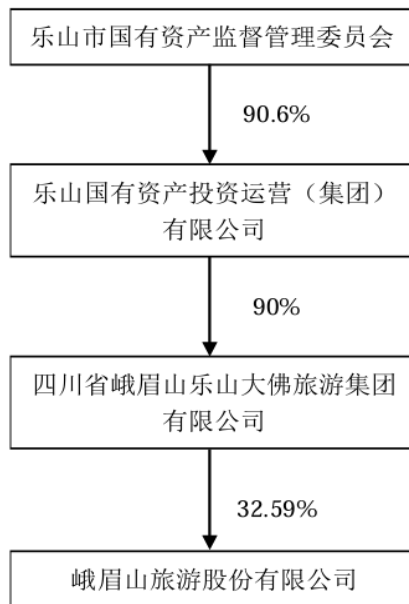 乐山市国有资产监督管理委员会
90.6%
乐山国有资产投资运营（集团）
有限公司
90%
四川省峨眉山乐山大佛旅游集团
有限公司
32.59%
峨眉山旅游股份有限公司